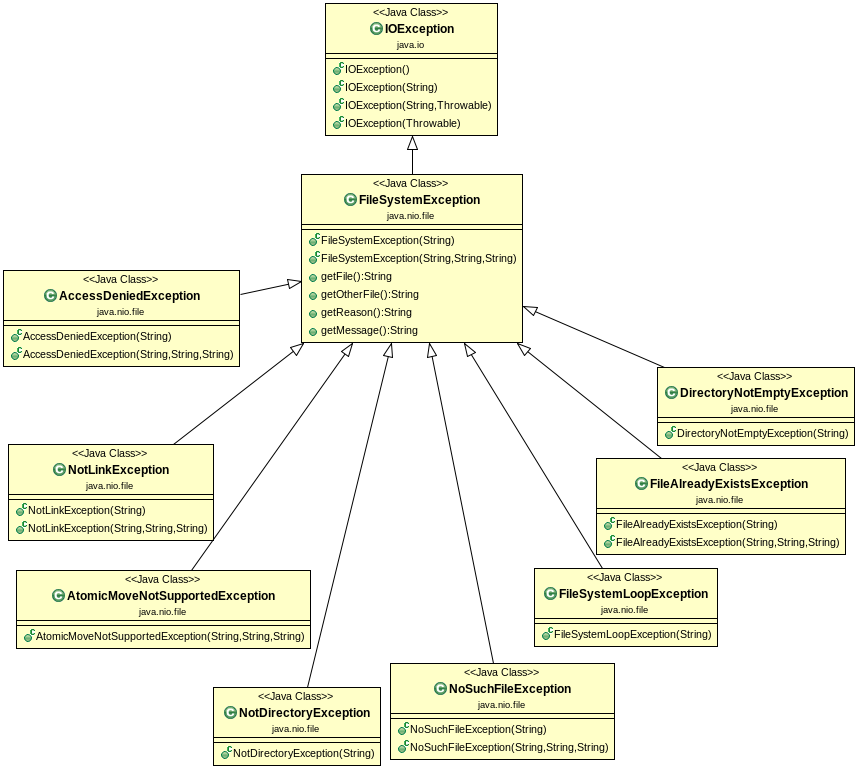 <<Java Class>>
IOException
java.io
IOException()
IOException(String)
IOException(String,Throwable)
IOException(Throwable)
<<Java Class>>
FileSystemException
java.nio.file
FileSystemException(String)
FileSystemException(String,String,String)
getFile():String
getOtherFile():String
getReason():String
getMessage():String
<<Java Class>>
AccessDeniedException
java.nio.file
AccessDeniedException(String)
AccessDeniedException(String,String,String)
<<Java Class>>
DirectoryNotEmptyException
java.nio.file
DirectoryNotEmptyException(String)
<<Java Class>>
NotLinkException
java.nio.file
NotLinkException(String)
NotLinkException(String,String,String)
<<Java Class>>
FileAlreadyExistsException
java.nio.file
FileAlreadyExistsException(String)
FileAlreadyExistsException(String,String,String)
<<Java Class>>
AtomicMoveNotSupportedException
java.nio.file
AtomicMoveNotSupportedException(String,String,String)
<<Java Class>>
FileSystemLoopException
java.nio.file
FileSystemLoopException(String)
<<Java Class>>
NotDirectoryException
java.nio.file
NotDirectoryException(String)
<<Java Class>>
NoSuchFileException
java.nio.file
NoSuchFileException(String)
NoSuchFileException(String,String,String)